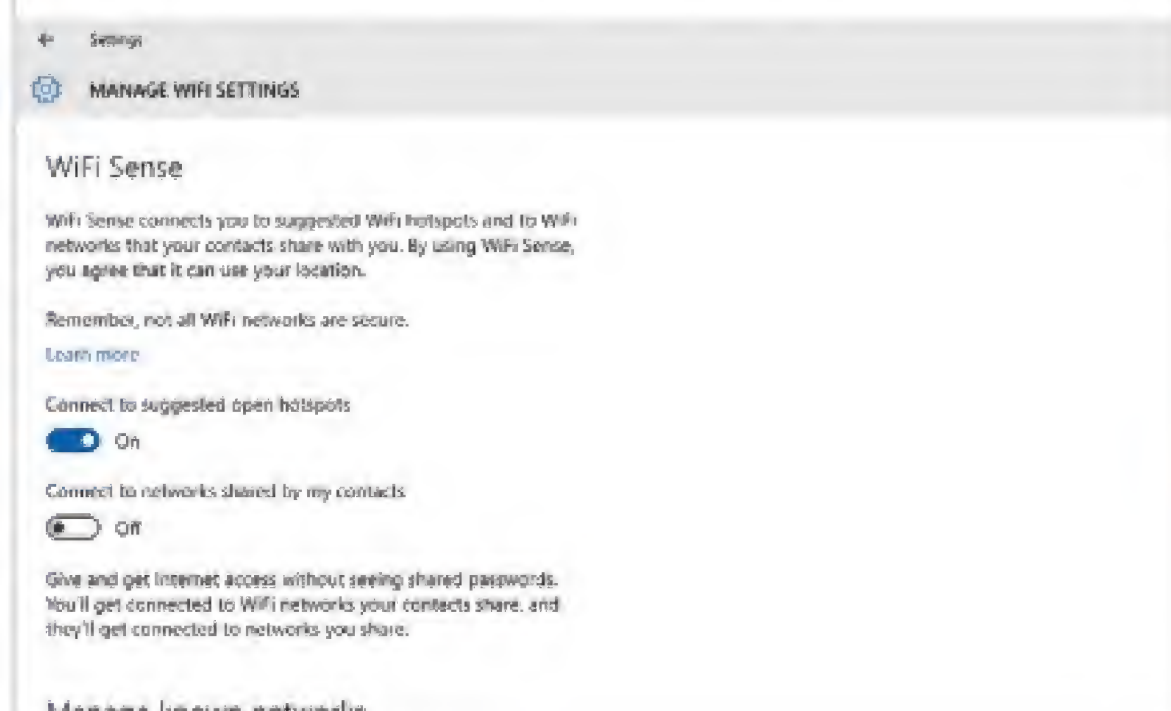 Settings
MANAGE WIFI SETTINGS
WiFi Sense
WiFi Sense connects you to suggested WiFi hotspots and to WiFi
networks that your contacts share with you. By using WiFi Sense,
you agree that it can use your location.
Remember, not all WiFi networks are secure.
Learn more
Connect to suggested open hotspots
On
Connect to networks shared by my contacts
Off
Give and get Internet access without seeing shared passwords.
You'll get connected to WiFi networks your contacts share, and
they'll get connected to networks you share.
Manage known networks